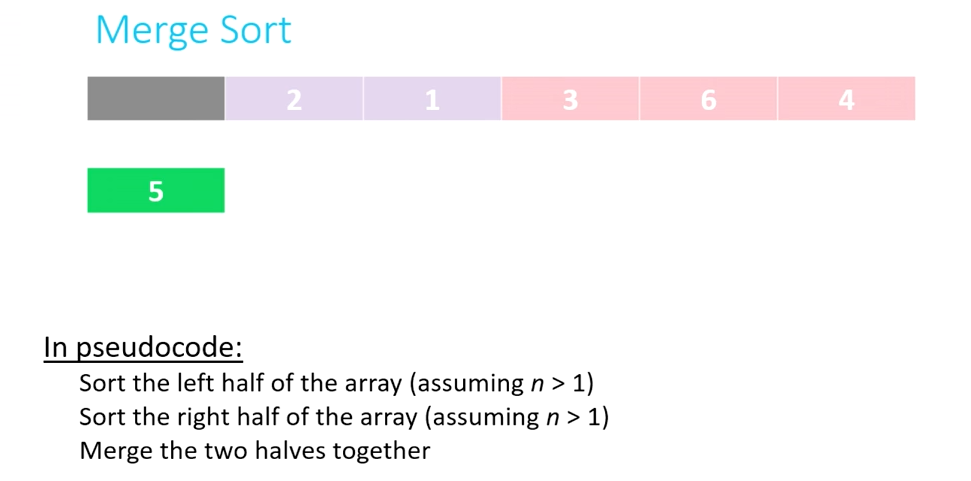 Merge Sort
2 1 3 6 4
5
In pseudocode:
Sort the left half of the array (assuming n > 1)
Sort the right half of the array (assuming n > 1)
Merge the two halves together